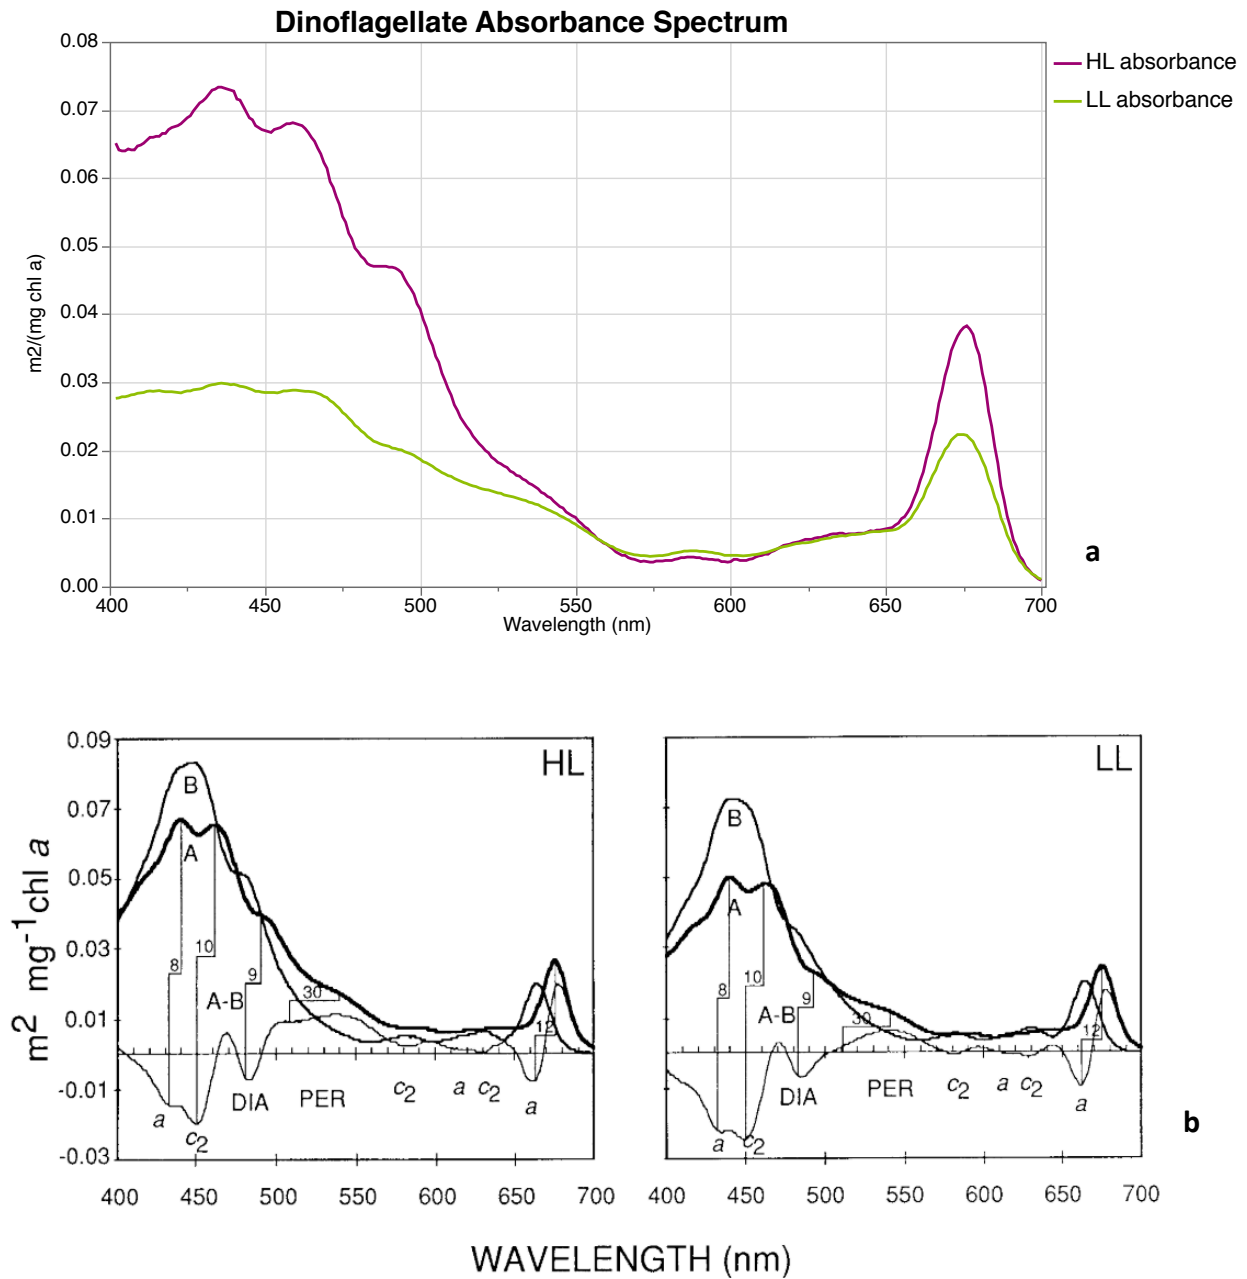 Dinoflagellate Absorbance Spectrum
HL absorbance
LL absorbance
m2/(mg chl a)
0.08
0.07
0.06
0.05
0.04
0.03
0.02
0.01
0.00
400 450 500 550 600 650 700
Wavelength (nm)
a
m2 mg-1chl a
0.09
0.07
0.05
0.03
0.01
-0.01
-0.03
HL
B
A
8
10
9
30
12
A-B
a
c2
DIA
PER
c2
a
c2
a
400 450 500 550 600 650 700
LL
B
A
8
10
9
30
12
A-B
a
c2
DIA
PER
c2
a
c2
a
400 450 500 550 600 650 700
b
WAVELENGTH (nm)